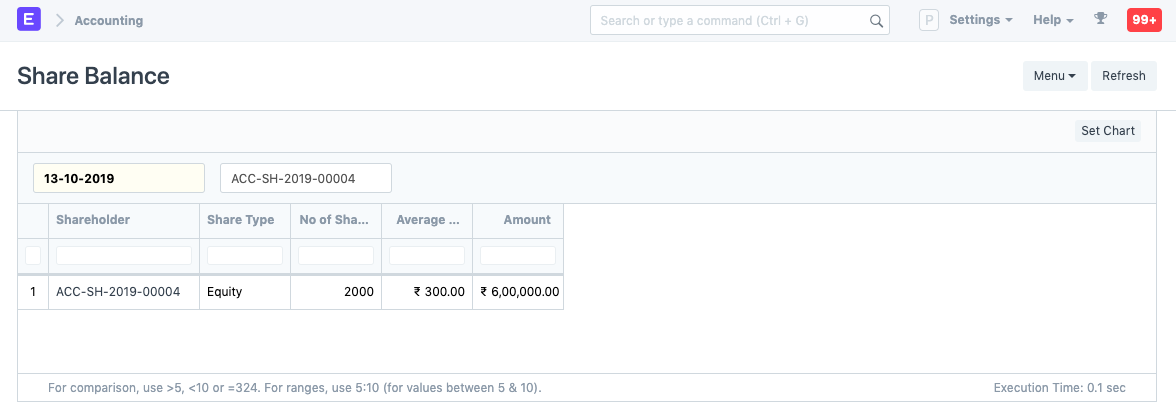 E Accounting Search or type a command (Ctrl + G) P Settings Help 99+
Share Balance Menu Refresh
Set Chart
13-10-2019 ACC-SH-2019-00004
Shareholder Share Type No of Sha... Average ... Amount
1 ACC-SH-2019-00004 Equity 2000 ₹ 300.00 ₹ 6,00,000.00
For comparison, use >5, <10 or =324. For ranges, use 5:10 (for values between 5 & 10). Execution Time: 0.1 sec